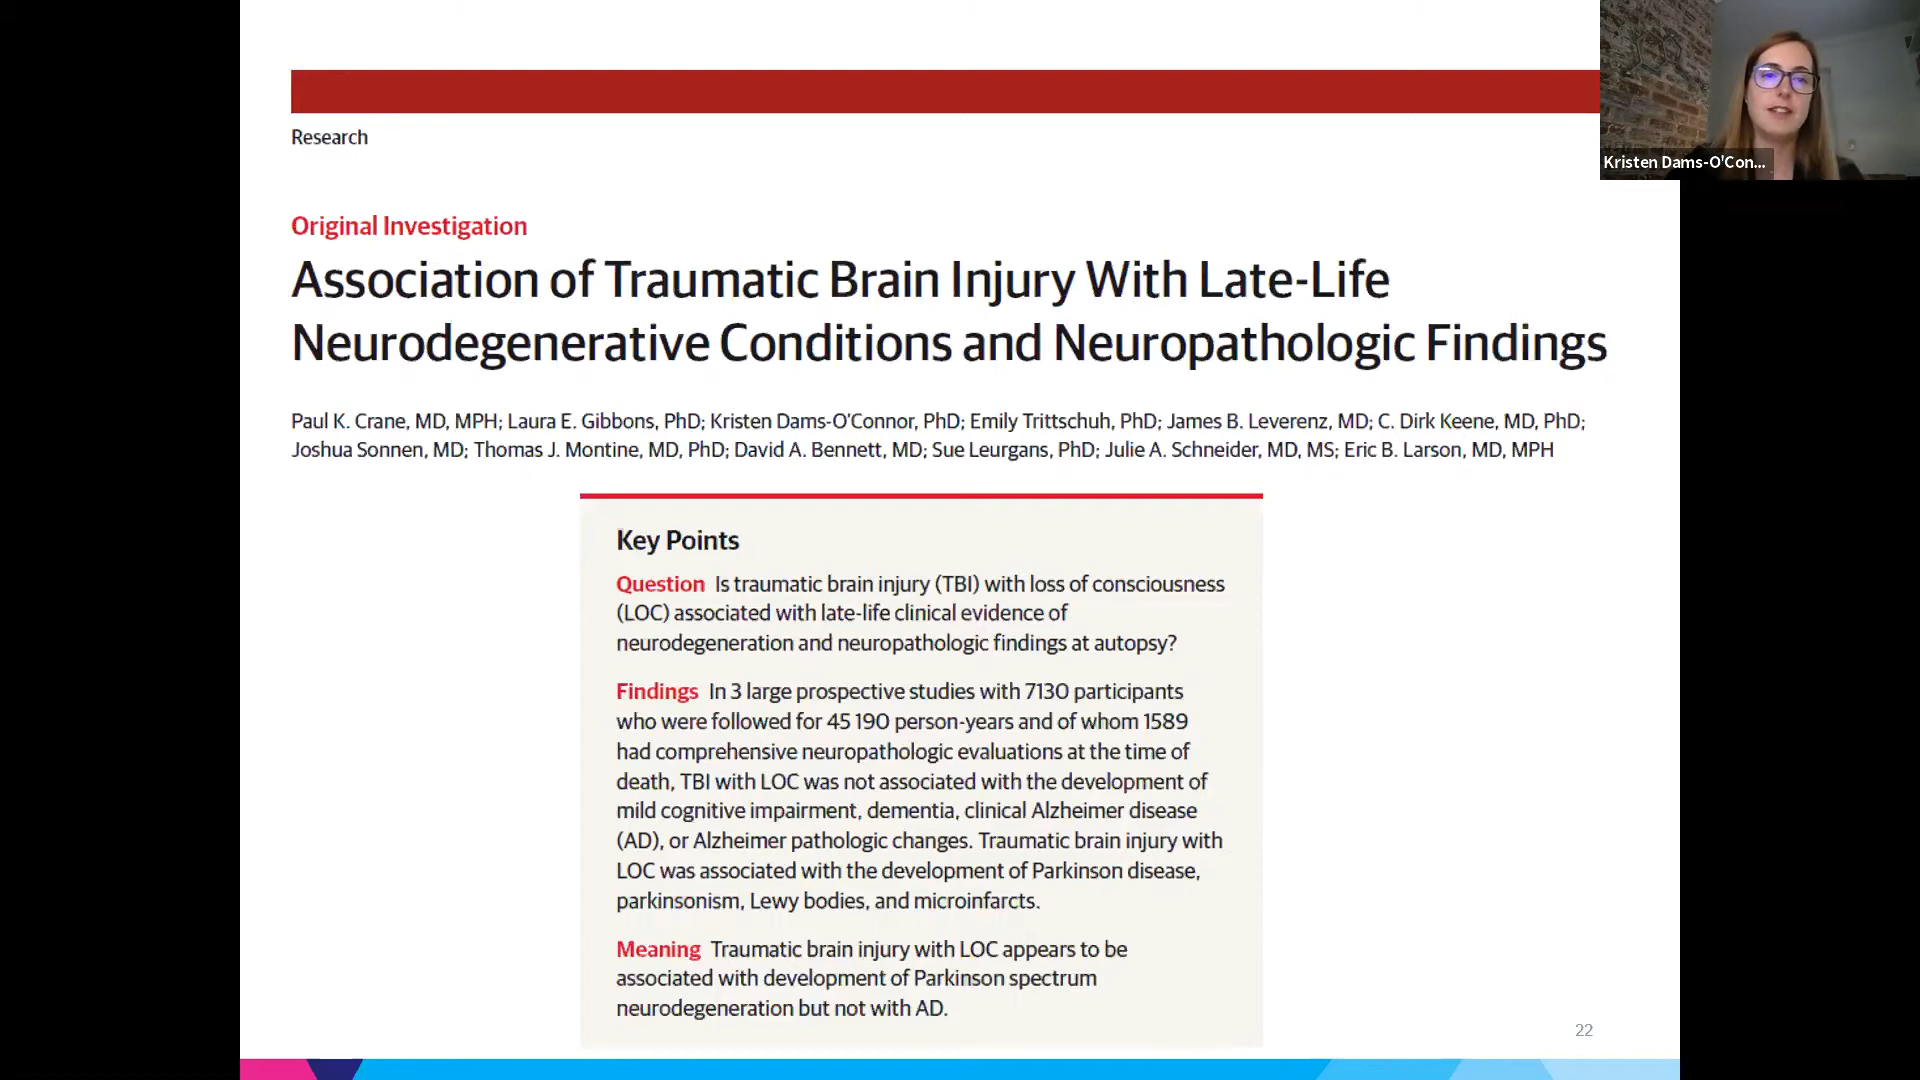 Research
Kristen Dams-O'Con...
Original Investigation
Association of Traumatic Brain Injury With Late-Life
Neurodegenerative Conditions and Neuropathologic Findings
Paul K. Crane, MD, MPH; Laura E. Gibbons, PhD; Kristen Dams-O’Connor, PhD; Emily Trittschuh, PhD; James B. Leverenz, MD; C. Dirk Keene, MD, PhD;
Joshua Sonnen, MD; Thomas J. Montine, MD, PhD; David A. Bennett, MD; Sue Leurgans, PhD; Julie A. Schneider, MD, MS; Eric B. Larson, MD, MPH
Key Points
Question Is traumatic brain injury (TBI) with loss of consciousness
(LOC) associated with late-life clinical evidence of
neurodegeneration and neuropathologic findings at autopsy?
Findings In 3 large prospective studies with 7130 participants
who were followed for 45 190 person-years and of whom 1589
had comprehensive neuropathologic evaluations at the time of
death, TBI with LOC was not associated with the development of
mild cognitive impairment, dementia, clinical Alzheimer disease
(AD), or Alzheimer pathologic changes. Traumatic brain injury with
LOC was associated with the development of Parkinson disease,
parkinsonism, Lewy bodies, and microinfarcts.
Meaning Traumatic brain injury with LOC appears to be
associated with development of Parkinson spectrum
neurodegeneration but not with AD.
22